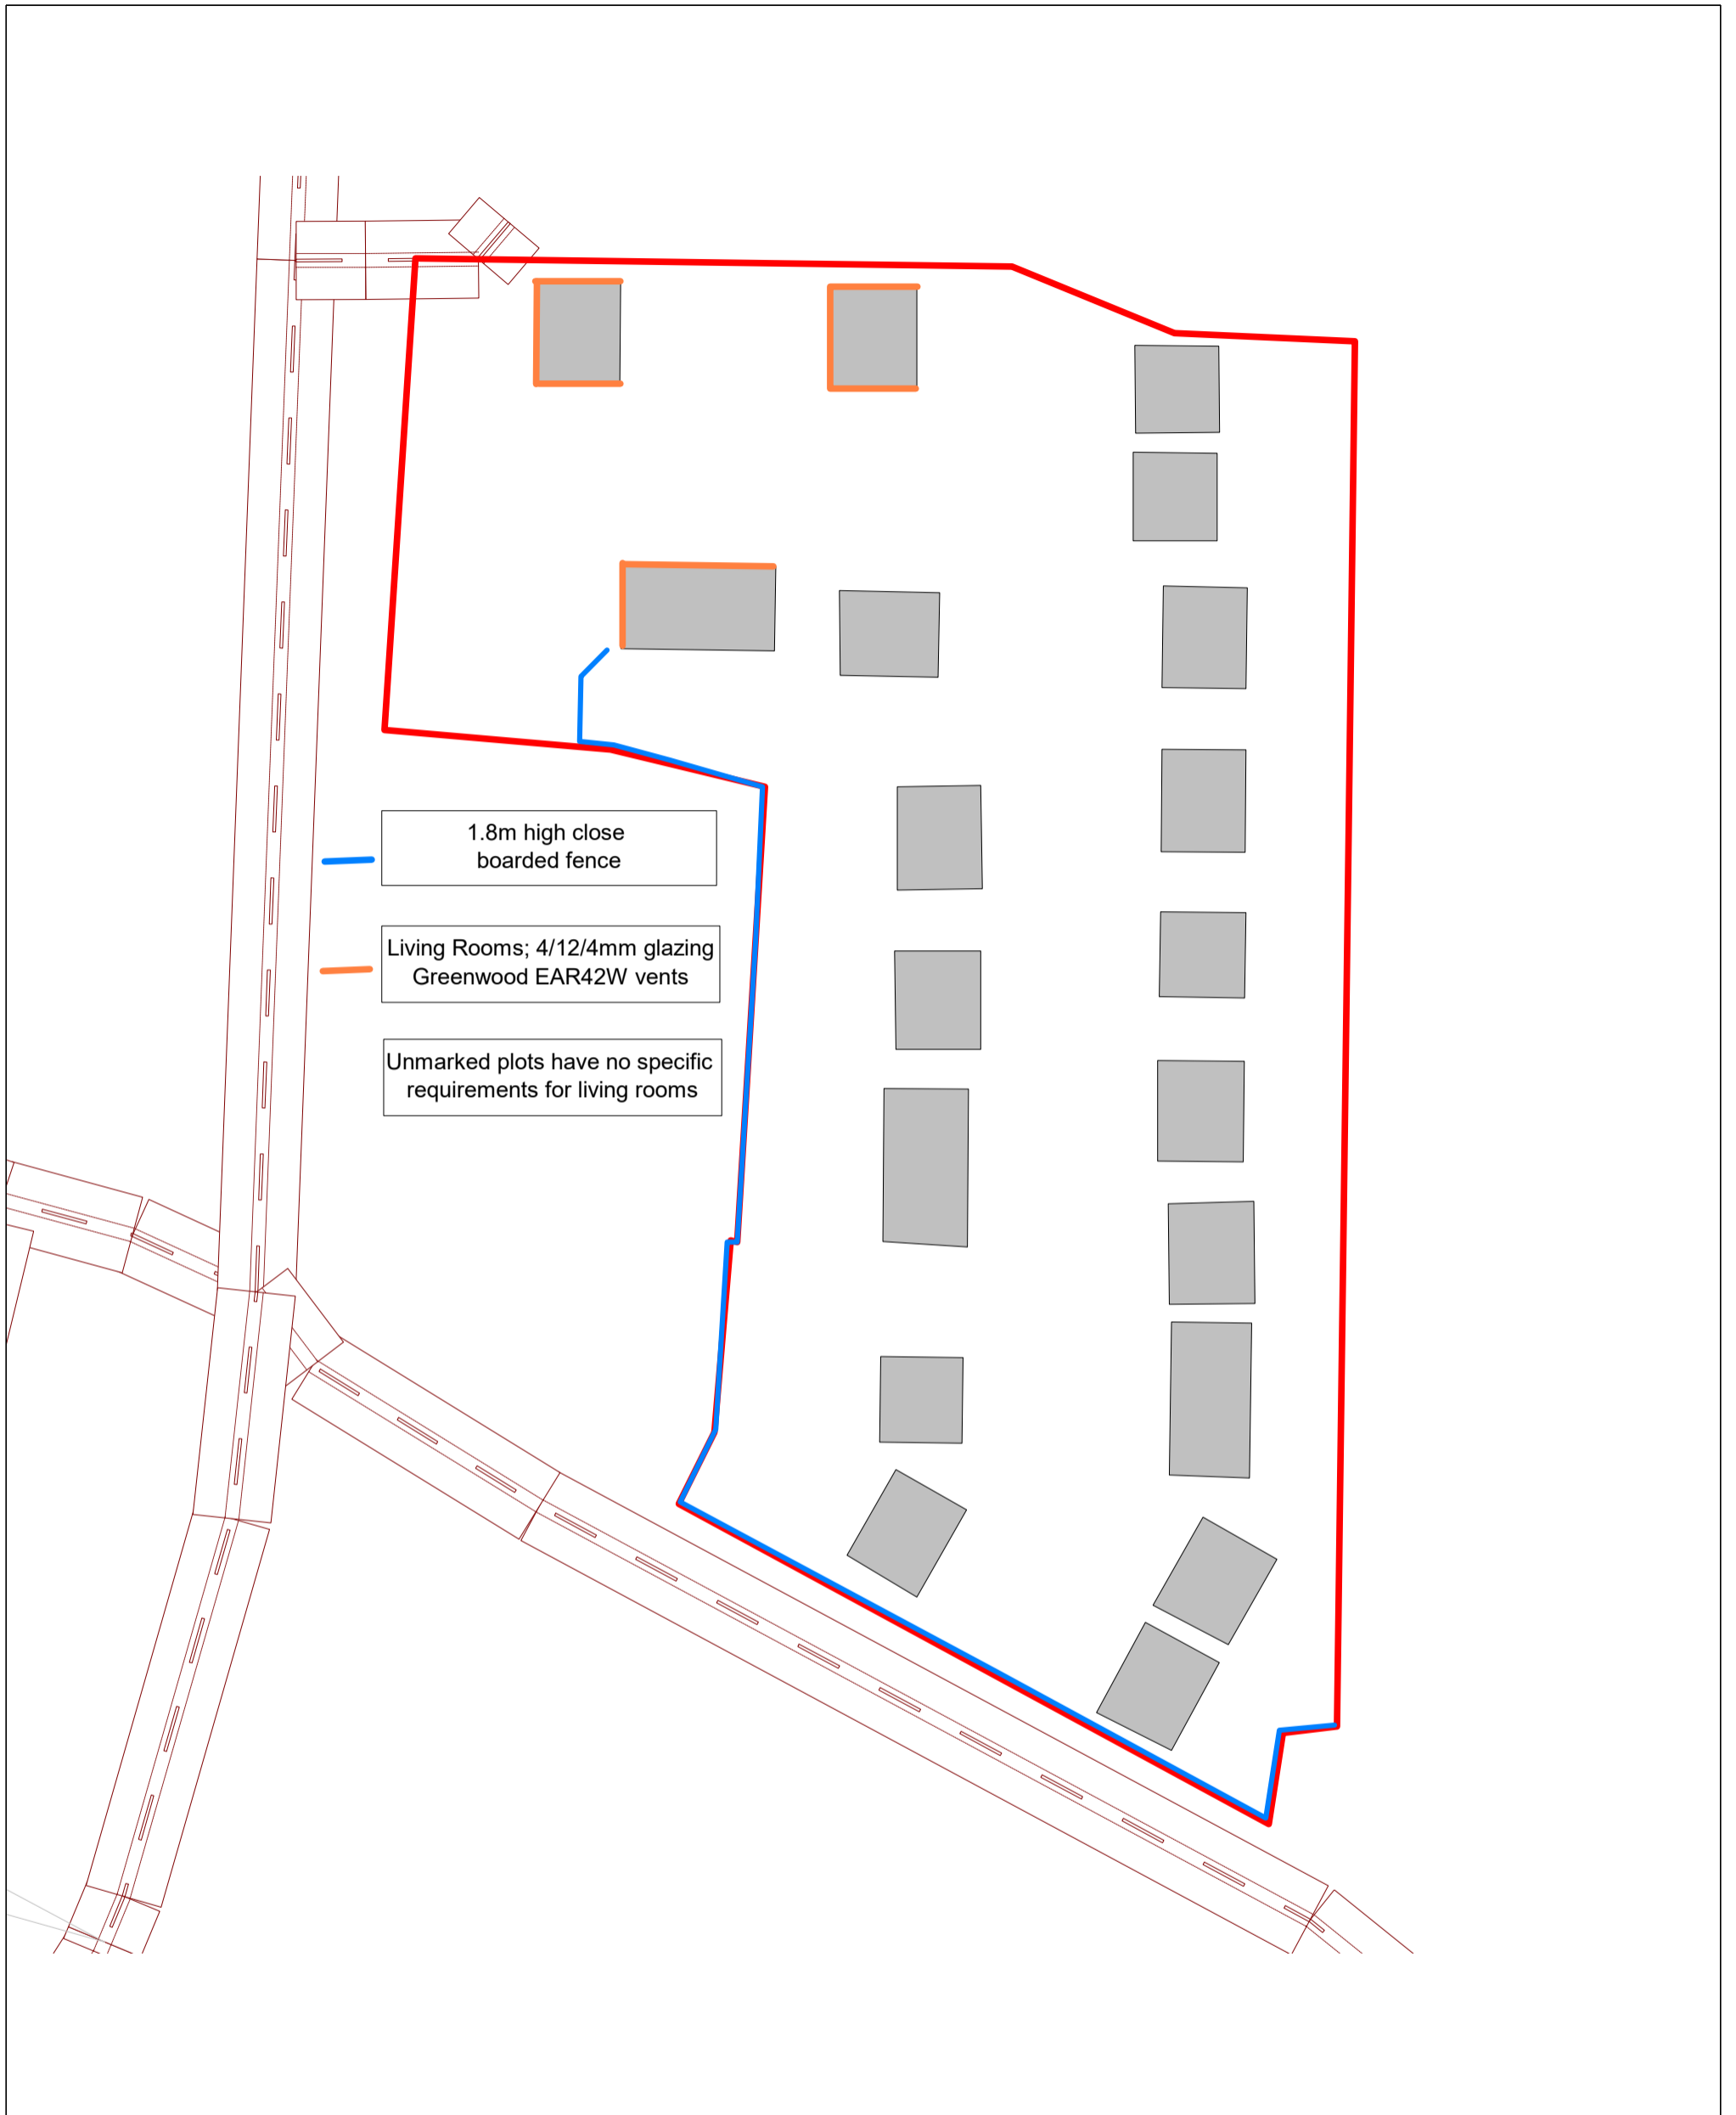 1.8m high close
boarded fence
Living Rooms; 4/12/4mm glazing
Greenwood EAR42W vents
Unmarked plots have no specific
requirements for living rooms